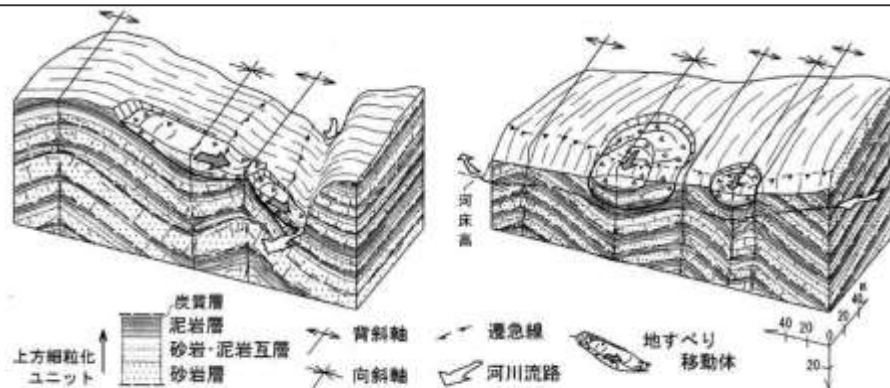 河床高
炭質層
泥岩層
砂岩・泥岩互層
砂岩層
上方細粒化
ユニット
背斜軸
向斜軸
遷急線
河川流路
地すべり
移動体
40 20 0
20
20
40
m